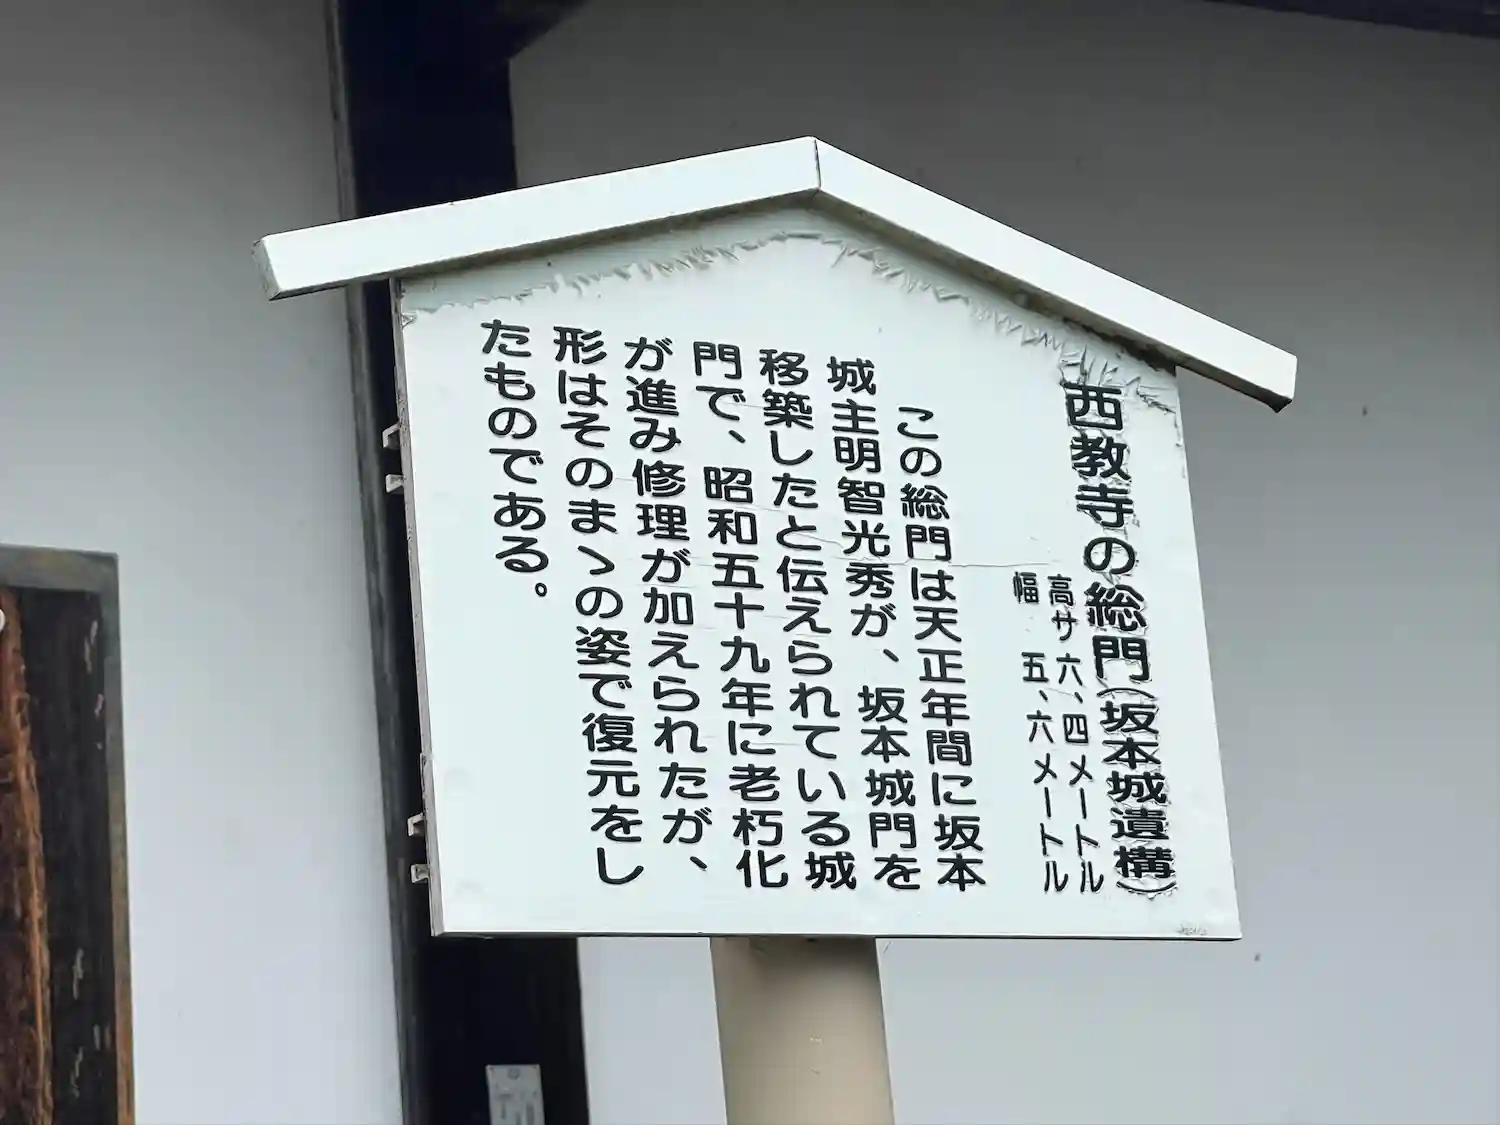 西教寺の総門(坂本城遺構)
高サ 六、四メートル
幅 五、六メートル
この総門は天正年間に坂本
城主明智光秀が、坂本城門を
移築したと伝えられている城
門で、昭和五十九年に老朽化
が進み修理が加えられたが、
形はそのまゝの姿で復元をし
たものである。